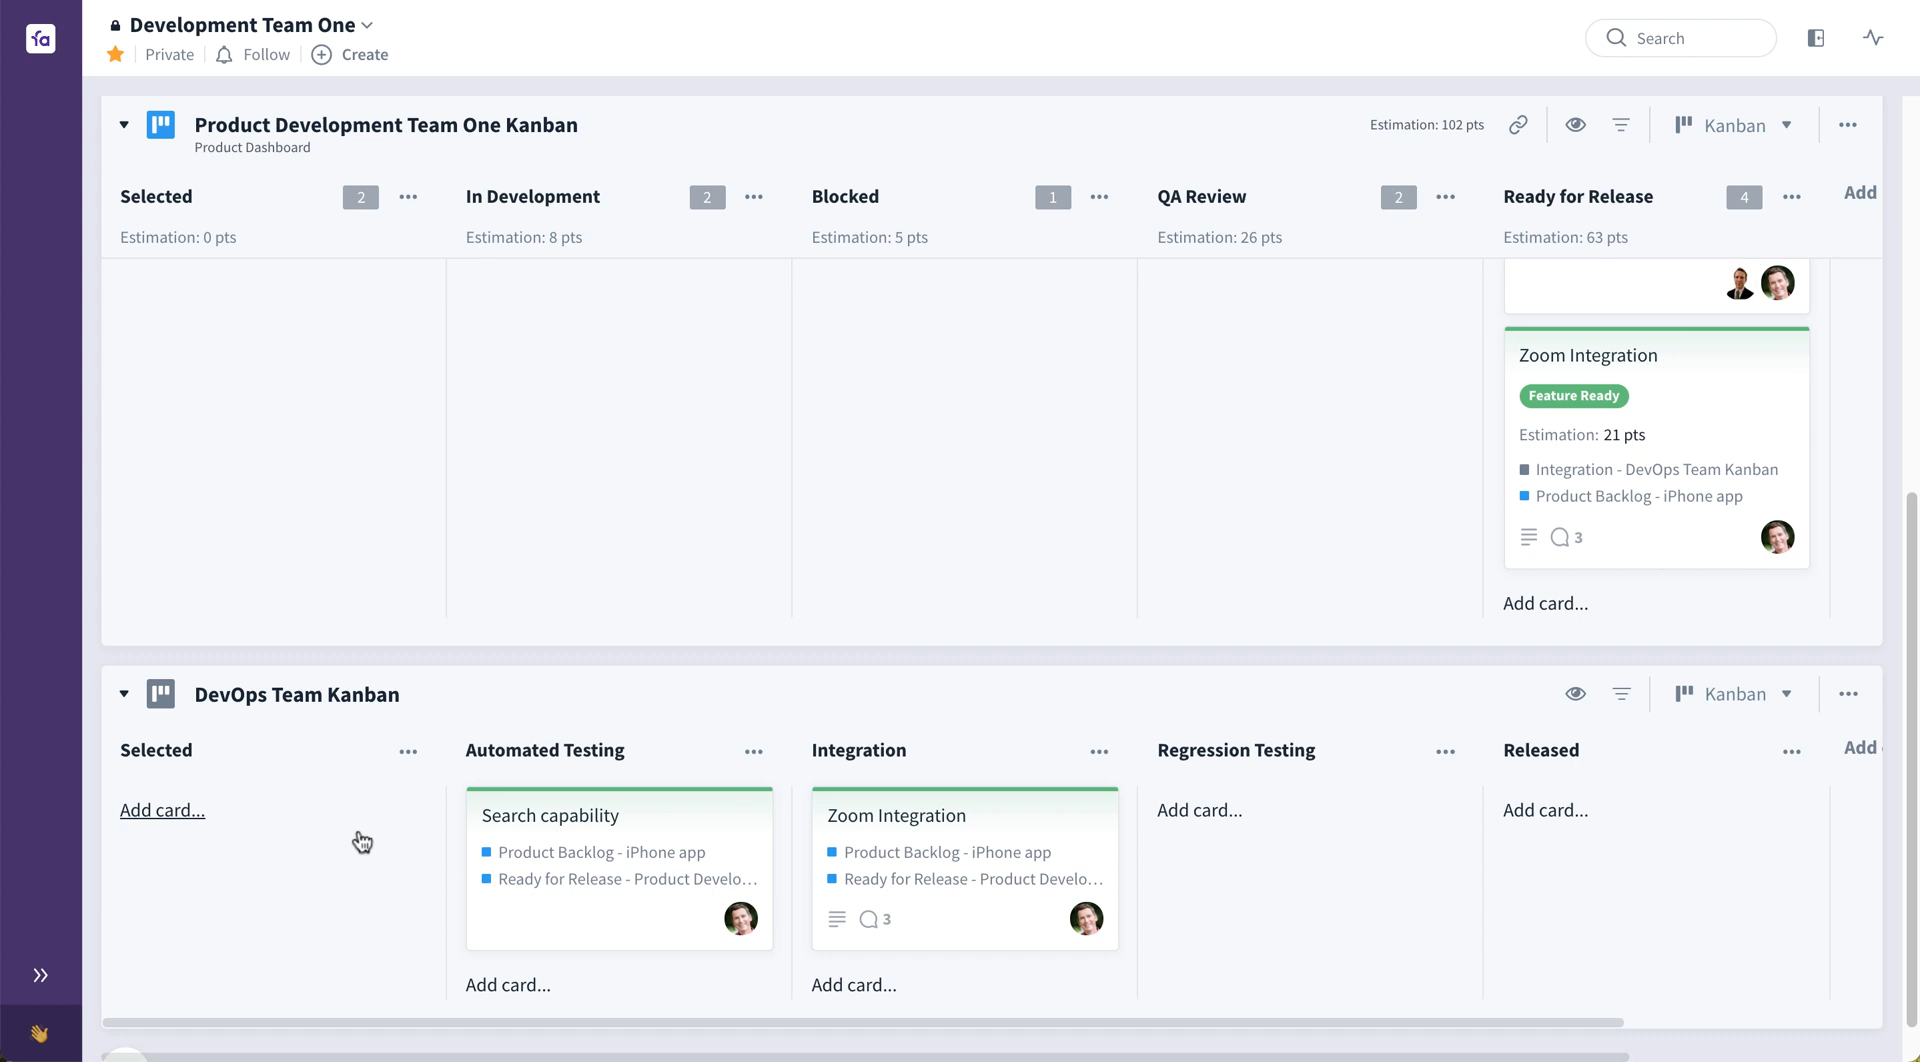 fa
Development Team One
Private
Follow
Create
Search
Product Development Team One Kanban
Product Dashboard
Estimation: 102 pts
Kanban
Selected
2
In Development
2
Blocked
1
QA Review
2
Ready for Release
4
Add
Estimation: 0 pts
Estimation: 8 pts
Estimation: 5 pts
Estimation: 26 pts
Estimation: 63 pts
Zoom Integration
Feature Ready
Estimation: 21 pts
Integration - DevOps Team Kanban
Product Backlog - iPhone app
3
Add card...
DevOps Team Kanban
Kanban
Selected
Automated Testing
Integration
Regression Testing
Released
Add
Add card...
Search capability
Product Backlog - iPhone app
Ready for Release - Product Develo...
Add card...
Zoom Integration
Product Backlog - iPhone app
Ready for Release - Product Develo...
3
Add card...
Add card...
Add card...